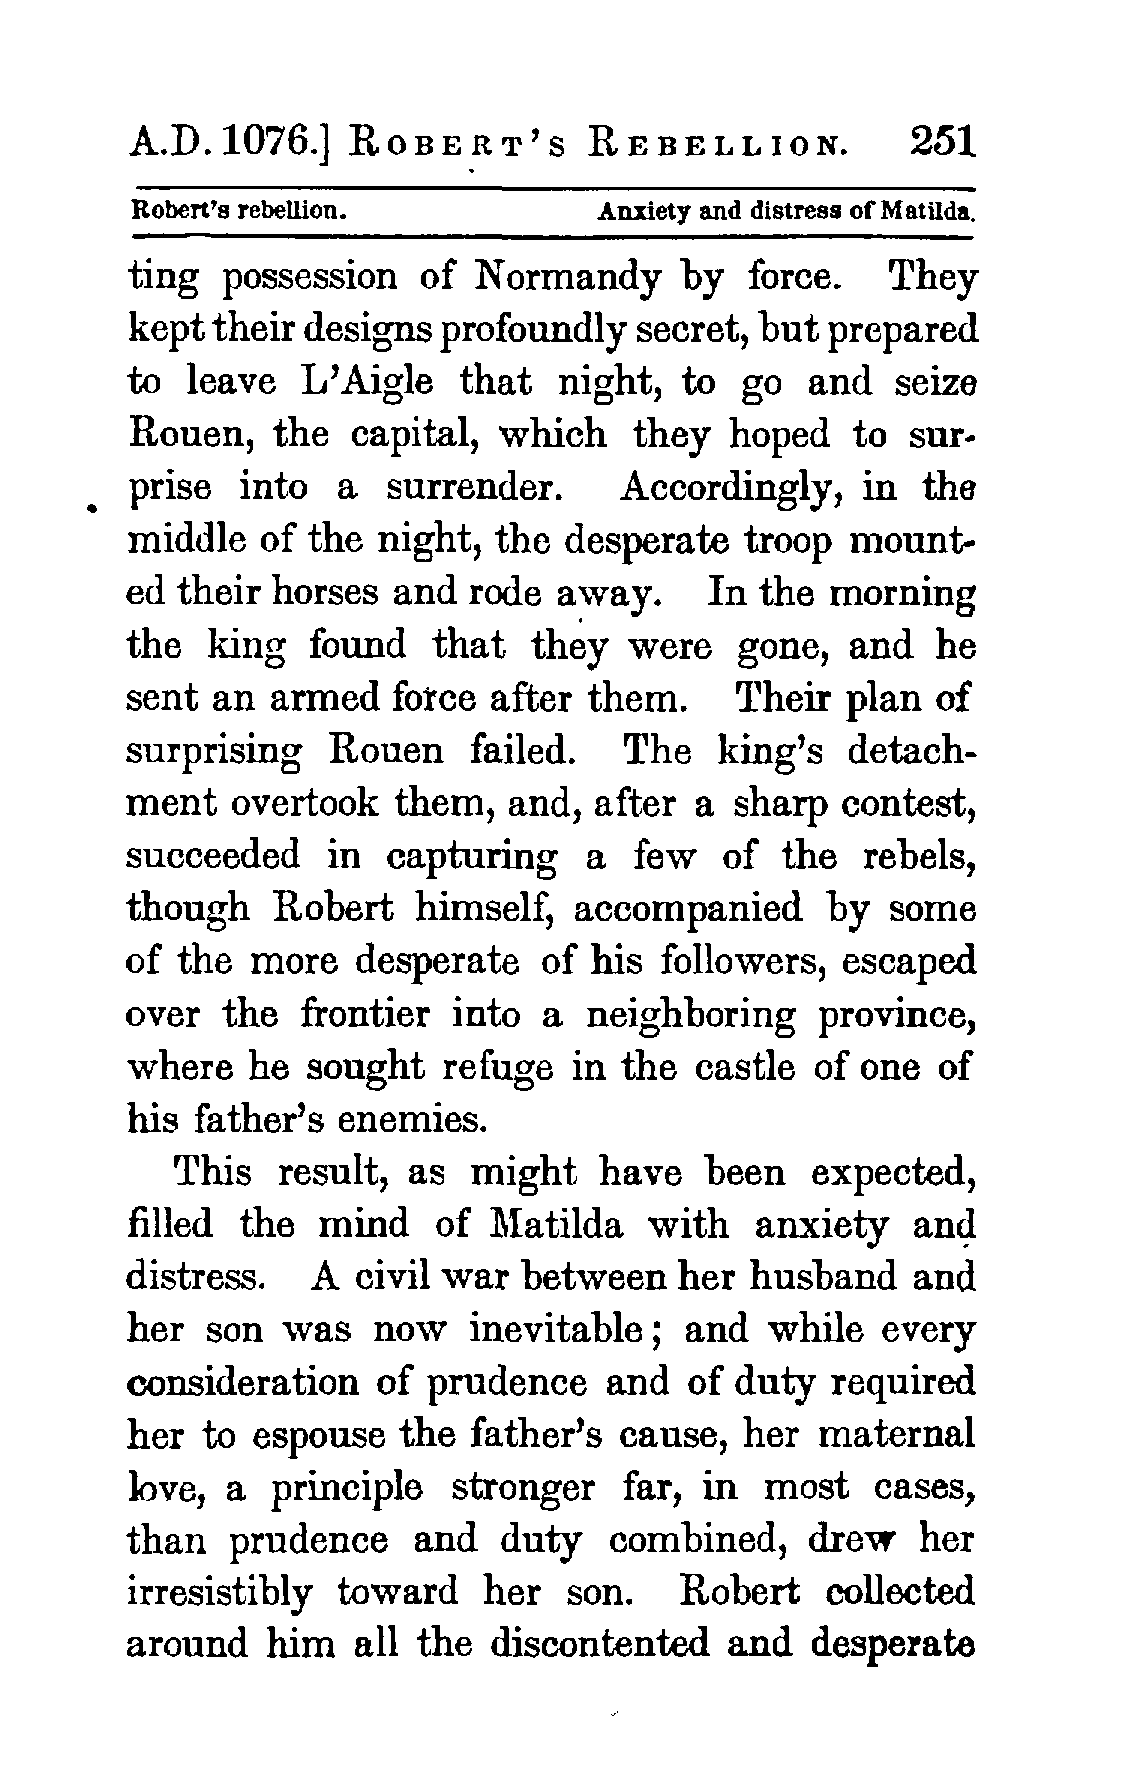 A.D. 1076.] ROBERT'S REBELLION. 251
Robert's rebellion. Anxiety and distress of Matilda.
ting possession of Normandy by force. They
kept their designs profoundly secret, but prepared
to leave L'Aigle that night, to go and seize
Rouen, the capital, which they hoped to sur-
prise into a surrender. Accordingly, in the
middle of the night, the desperate troop mount-
ed their horses and rode away. In the morning
the king found that they were gone, and he
sent an armed force after them. Their plan of
surprising Rouen failed. The king's detach-
ment overtook them, and, after a sharp contest,
succeeded in capturing a few of the rebels,
though Robert himself, accompanied by some
of the more desperate of his followers, escaped
over the frontier into a neighboring province,
where he sought refuge in the castle of one of
his father's enemies.
This result, as might have been expected,
filled the mind of Matilda with anxiety and
distress. A civil war between her husband and
her son was now inevitable; and while every
consideration of prudence and of duty required
her to espouse the father's cause, her maternal
love, a principle stronger far, in most cases,
than prudence and duty combined, drew her
irresistibly toward her son. Robert collected
around him all the discontented and desperate